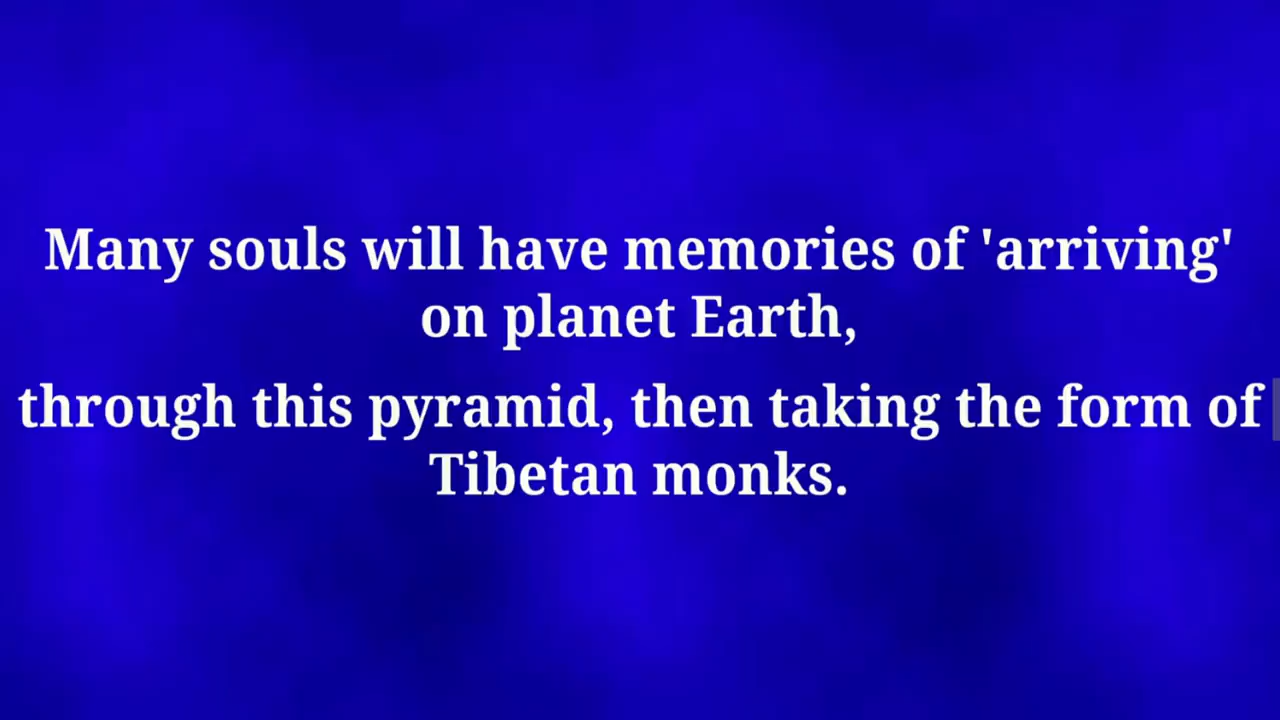 Many souls will have memories of 'arriving'
on planet Earth,
through this pyramid, then taking the form of
Tibetan monks.